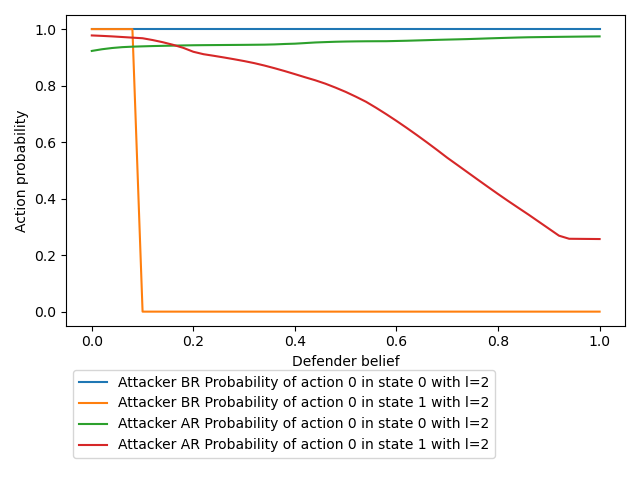 1.0
0.8
0.6
0.4
0.2
0.0
Action probability
0.0 0.2 0.4 0.6 0.8 1.0
Defender belief
Attacker BR Probability of action 0 in state 0 with l=2
Attacker BR Probability of action 0 in state 1 with l=2
Attacker AR Probability of action 0 in state 0 with l=2
Attacker AR Probability of action 0 in state 1 with l=2